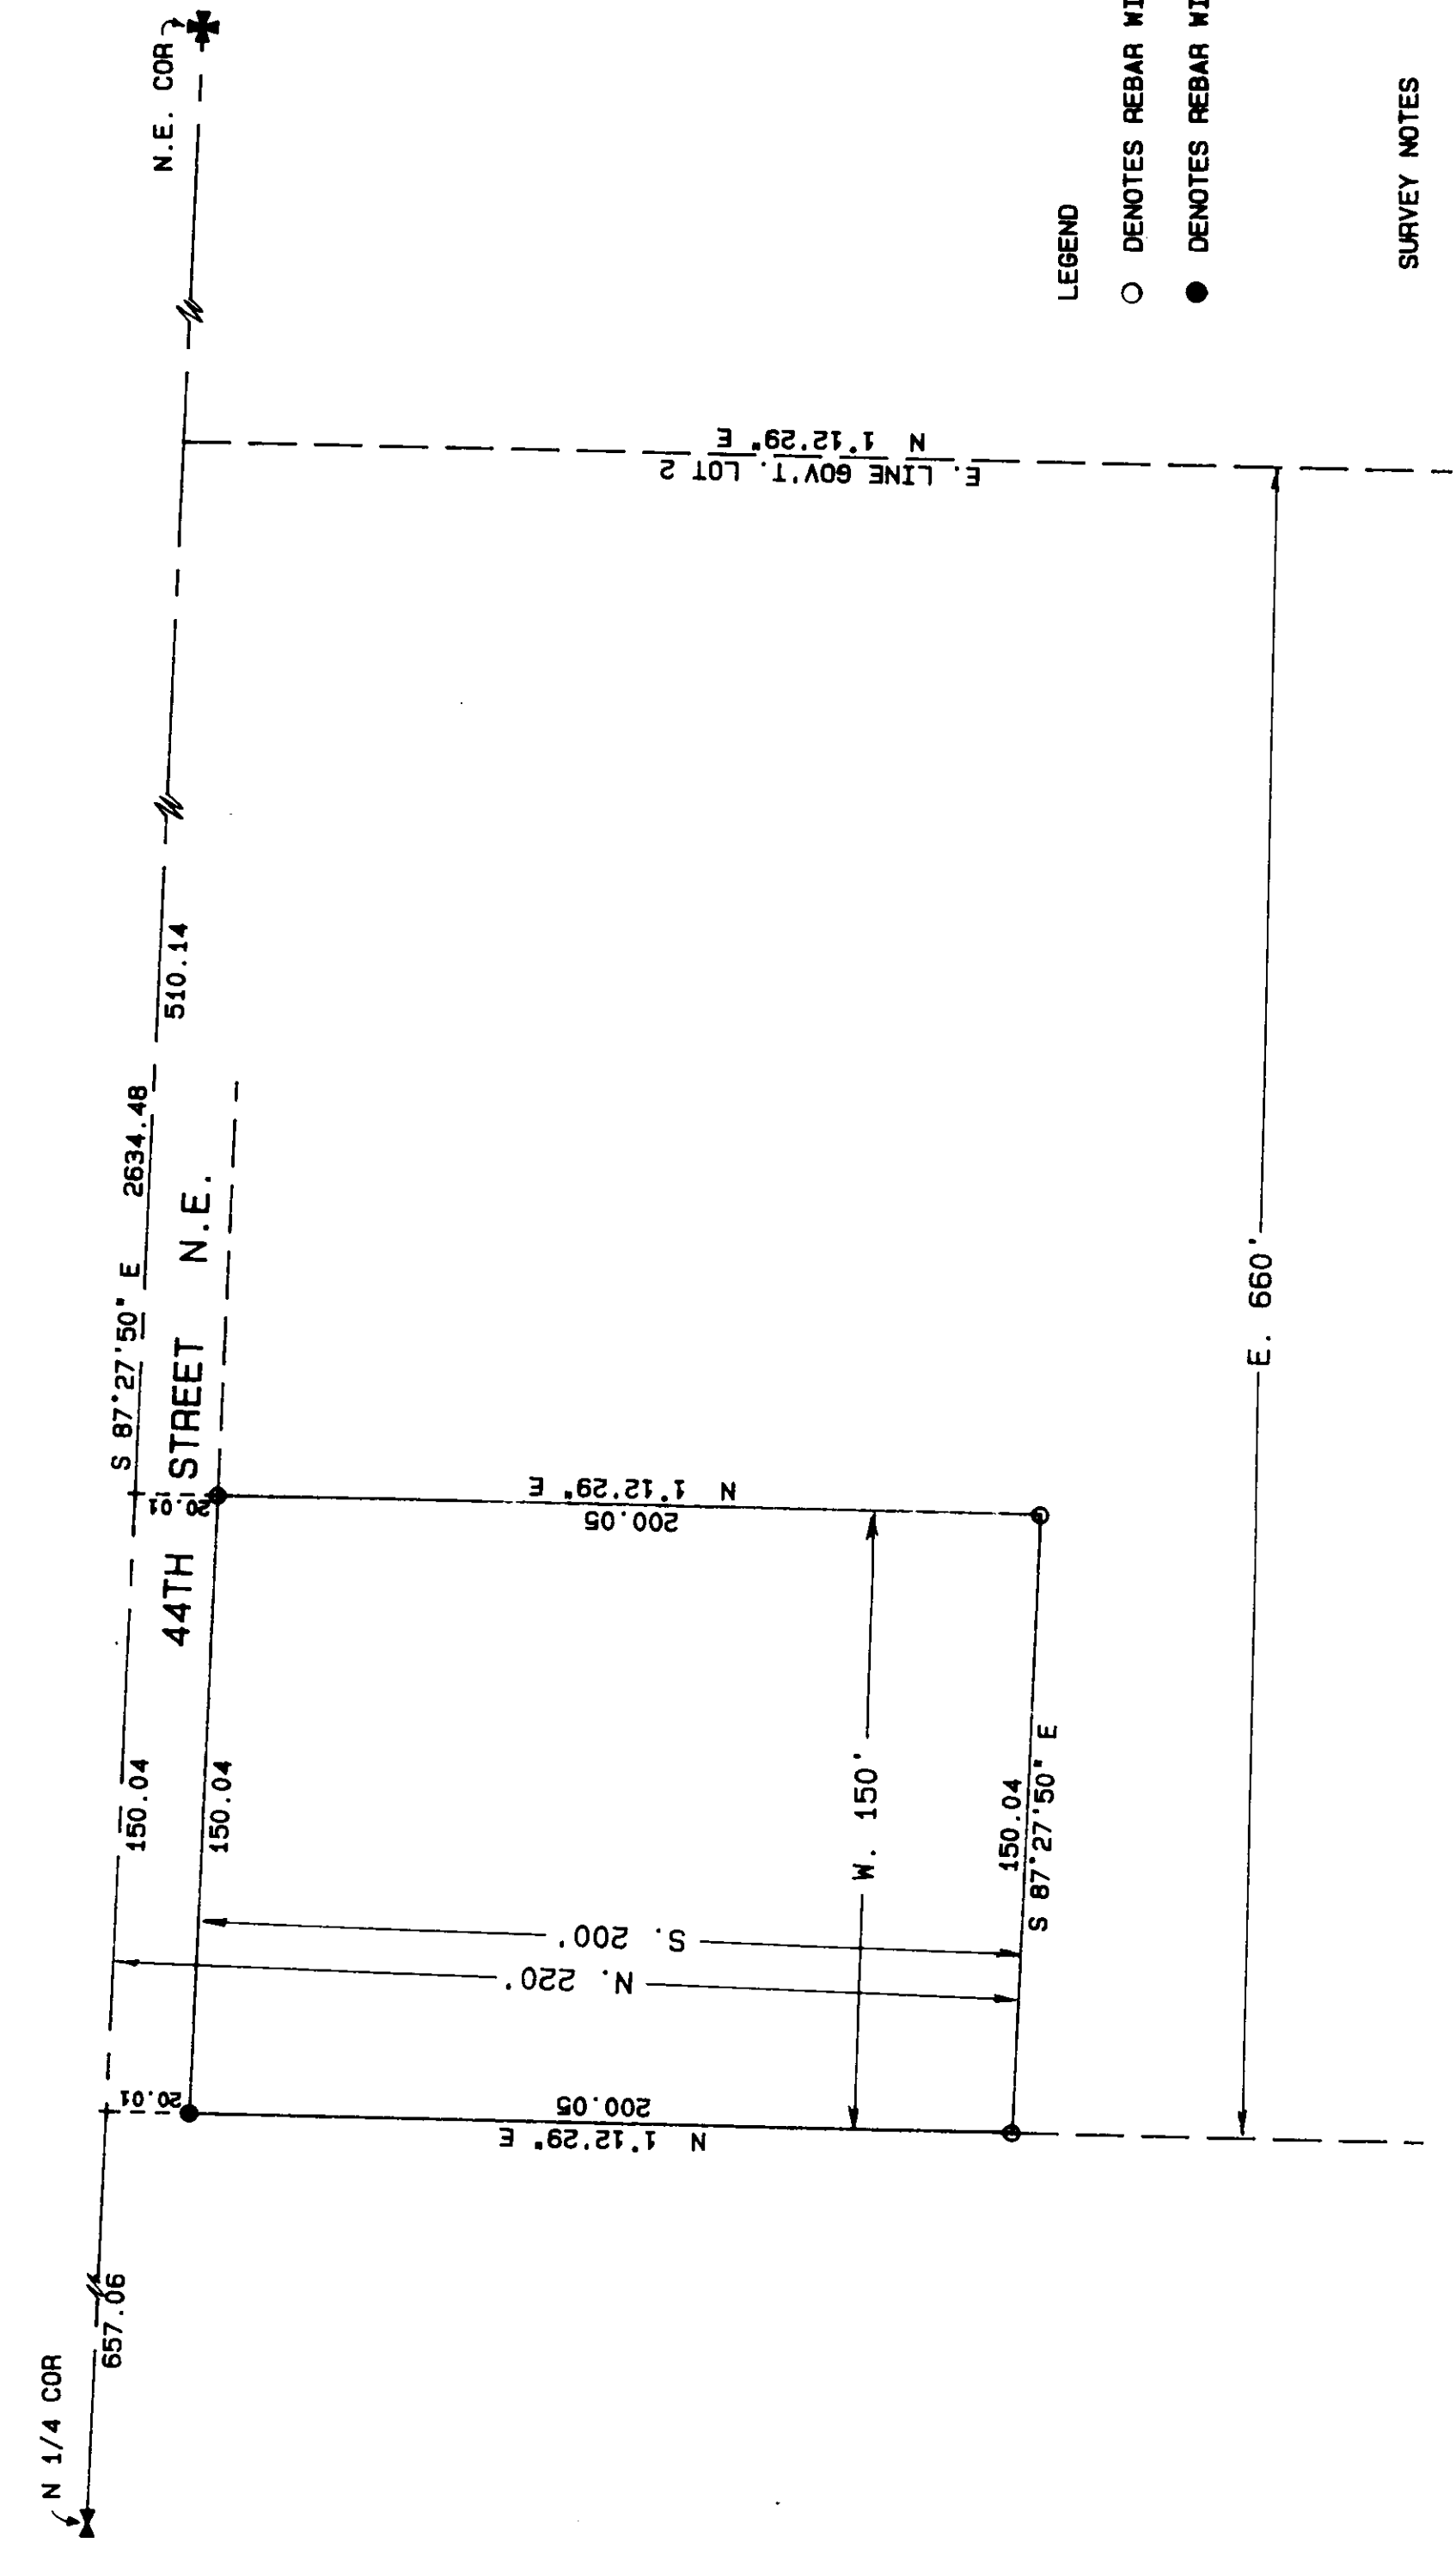 N 1/4 COR
657.06
150.04
S 87°27'50" E 2634.48
510.14
N.E. COR
20.01
20.01
44TH STREET N.E.
150.04
N 1°12'29" E
200.05
N. 220'
S. 200'
W. 150'
N 1°12'29" E
200.05
150.04
S 87°27'50" E
N 1°12'29" E
E. LINE GOV'T. LOT 2
E. 660'
LEGEND
DENOTES REBAR WI
DENOTES REBAR WI
SURVEY NOTES